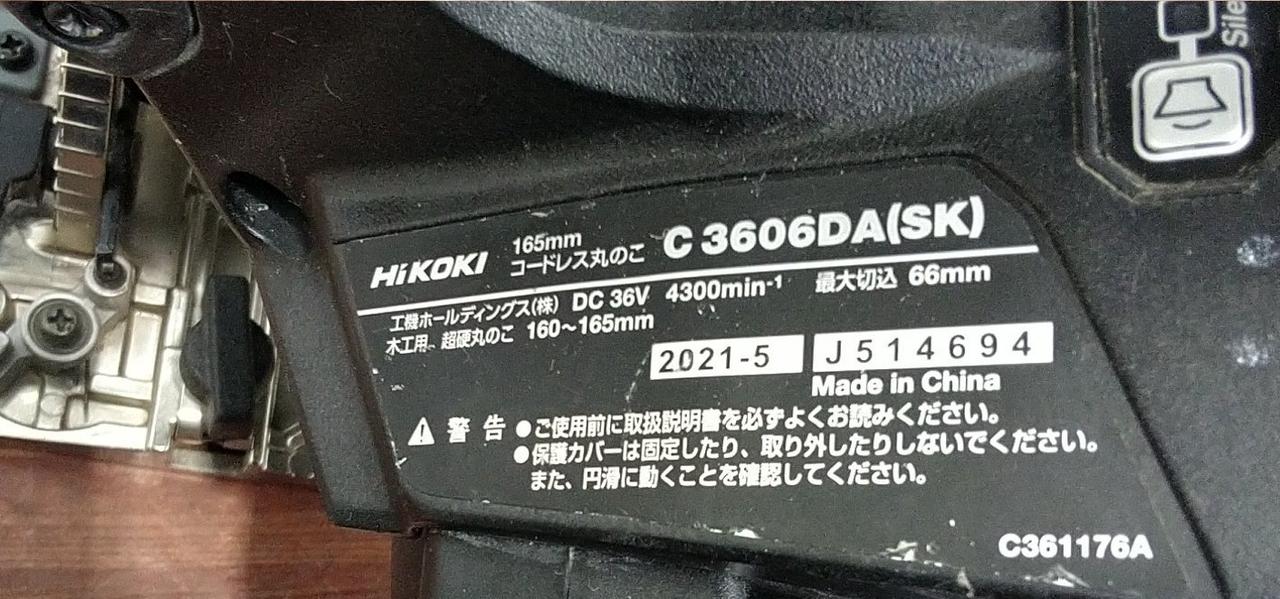 Sile
HiKOKI 165mm コードレス丸のこ C 3606DA(SK)
工機ホールディングス(株) DC 36V 4300min-1 最大切込 66mm
木工用、超硬丸のこ 160〜165mm
2021-5 J514694
Made in China
警告 ●ご使用前に取扱説明書を必ずよくお読みください。
●保護カバーは固定したり、取り外したりしないでください。
また、円滑に動くことを確認してください。
C361176A